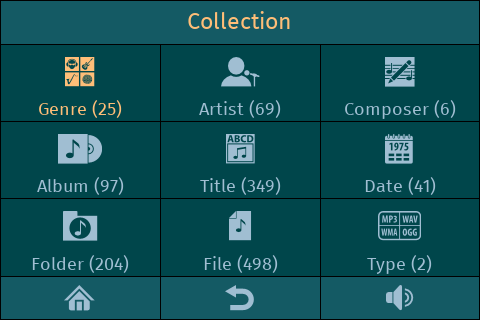 Collection
Genre (25)
Artist (69)
Composer (6)
ABCD
1975
Album (97)
Title (349)
Date (41)
MP3 WAV
WMA OGG
Folder (204)
File (498)
Type (2)